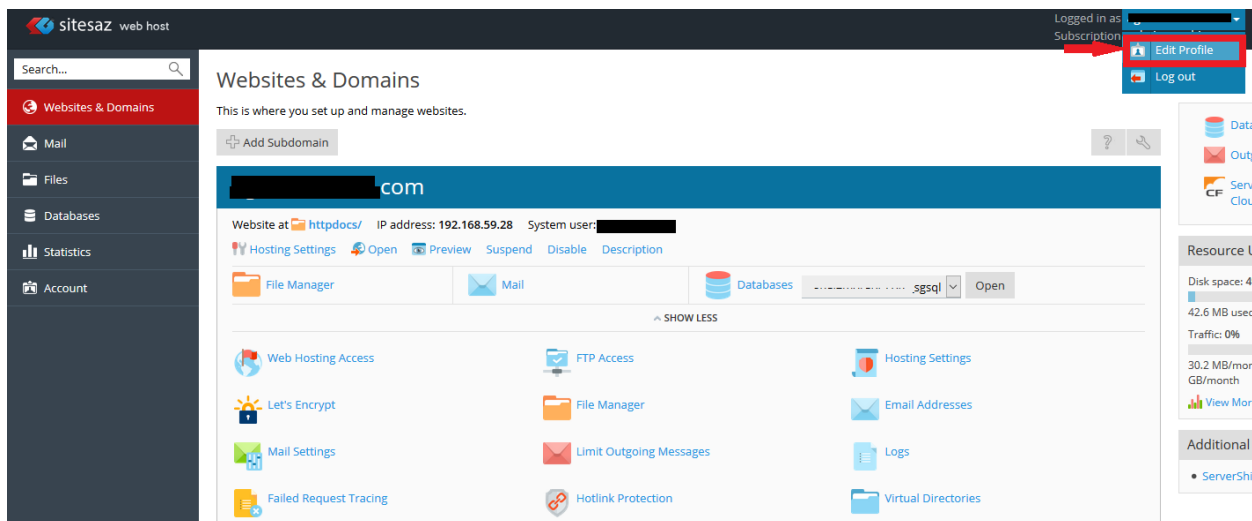 sitesaz web host
Logged in as
Subscription
Edit Profile
Log out
Search...
Websites & Domains
Mail
Files
Databases
Statistics
Account
Websites & Domains
This is where you set up and manage websites.
Add Subdomain
?
.com
Website at httpdocs/ IP address: 192.168.59.28 System user:
Hosting Settings Open Preview Suspend Disable Description
File Manager Mail Databases Open
SHOW LESS
Web Hosting Access FTP Access Hosting Settings
Let's Encrypt File Manager Email Addresses
Mail Settings Limit Outgoing Messages Logs
Failed Request Tracing Hotlink Protection Virtual Directories
CF
Resource
Disk space: 4
42.6 MB used
Traffic: 0%
30.2 MB/mon
GB/month
View Mor
Additional
ServerShi